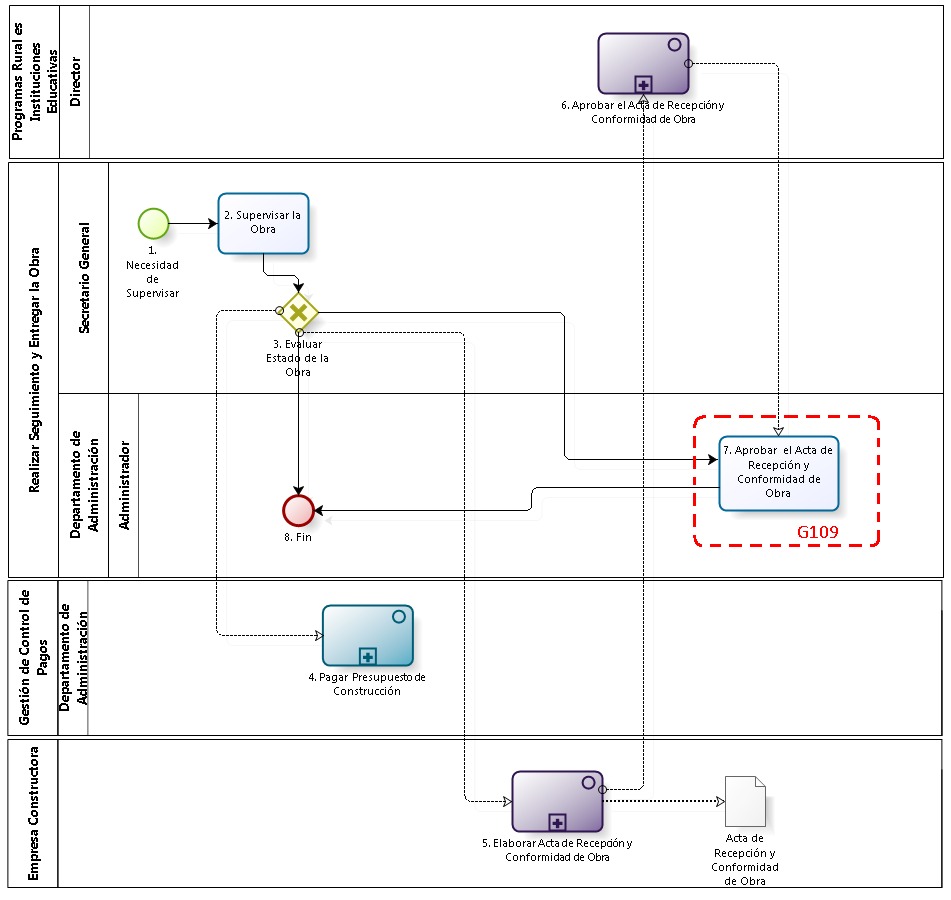 Programas Rurales
Instituciones
Educativas
Director
6. Aprobar el Acta de Recepción y
Conformidad de Obra
Realizar Seguimiento y Entregar la Obra
Secretario General
1.
Necesidad
de
Supervisar
2. Supervisar la
Obra
3. Evaluar
Estado de la
Obra
Departamento de
Administración
Administrador
7. Aprobar el Acta de
Recepción y
Conformidad de
Obra
G109
8. Fin
Gestión de Control de
Pagos
Departamento de
Administración
4. Pagar Presupuesto de
Construcción
Empresa Constructora
5. Elaborar Acta de Recepción y
Conformidad de Obra
Acta de
Recepción y
Conformidad
de Obra